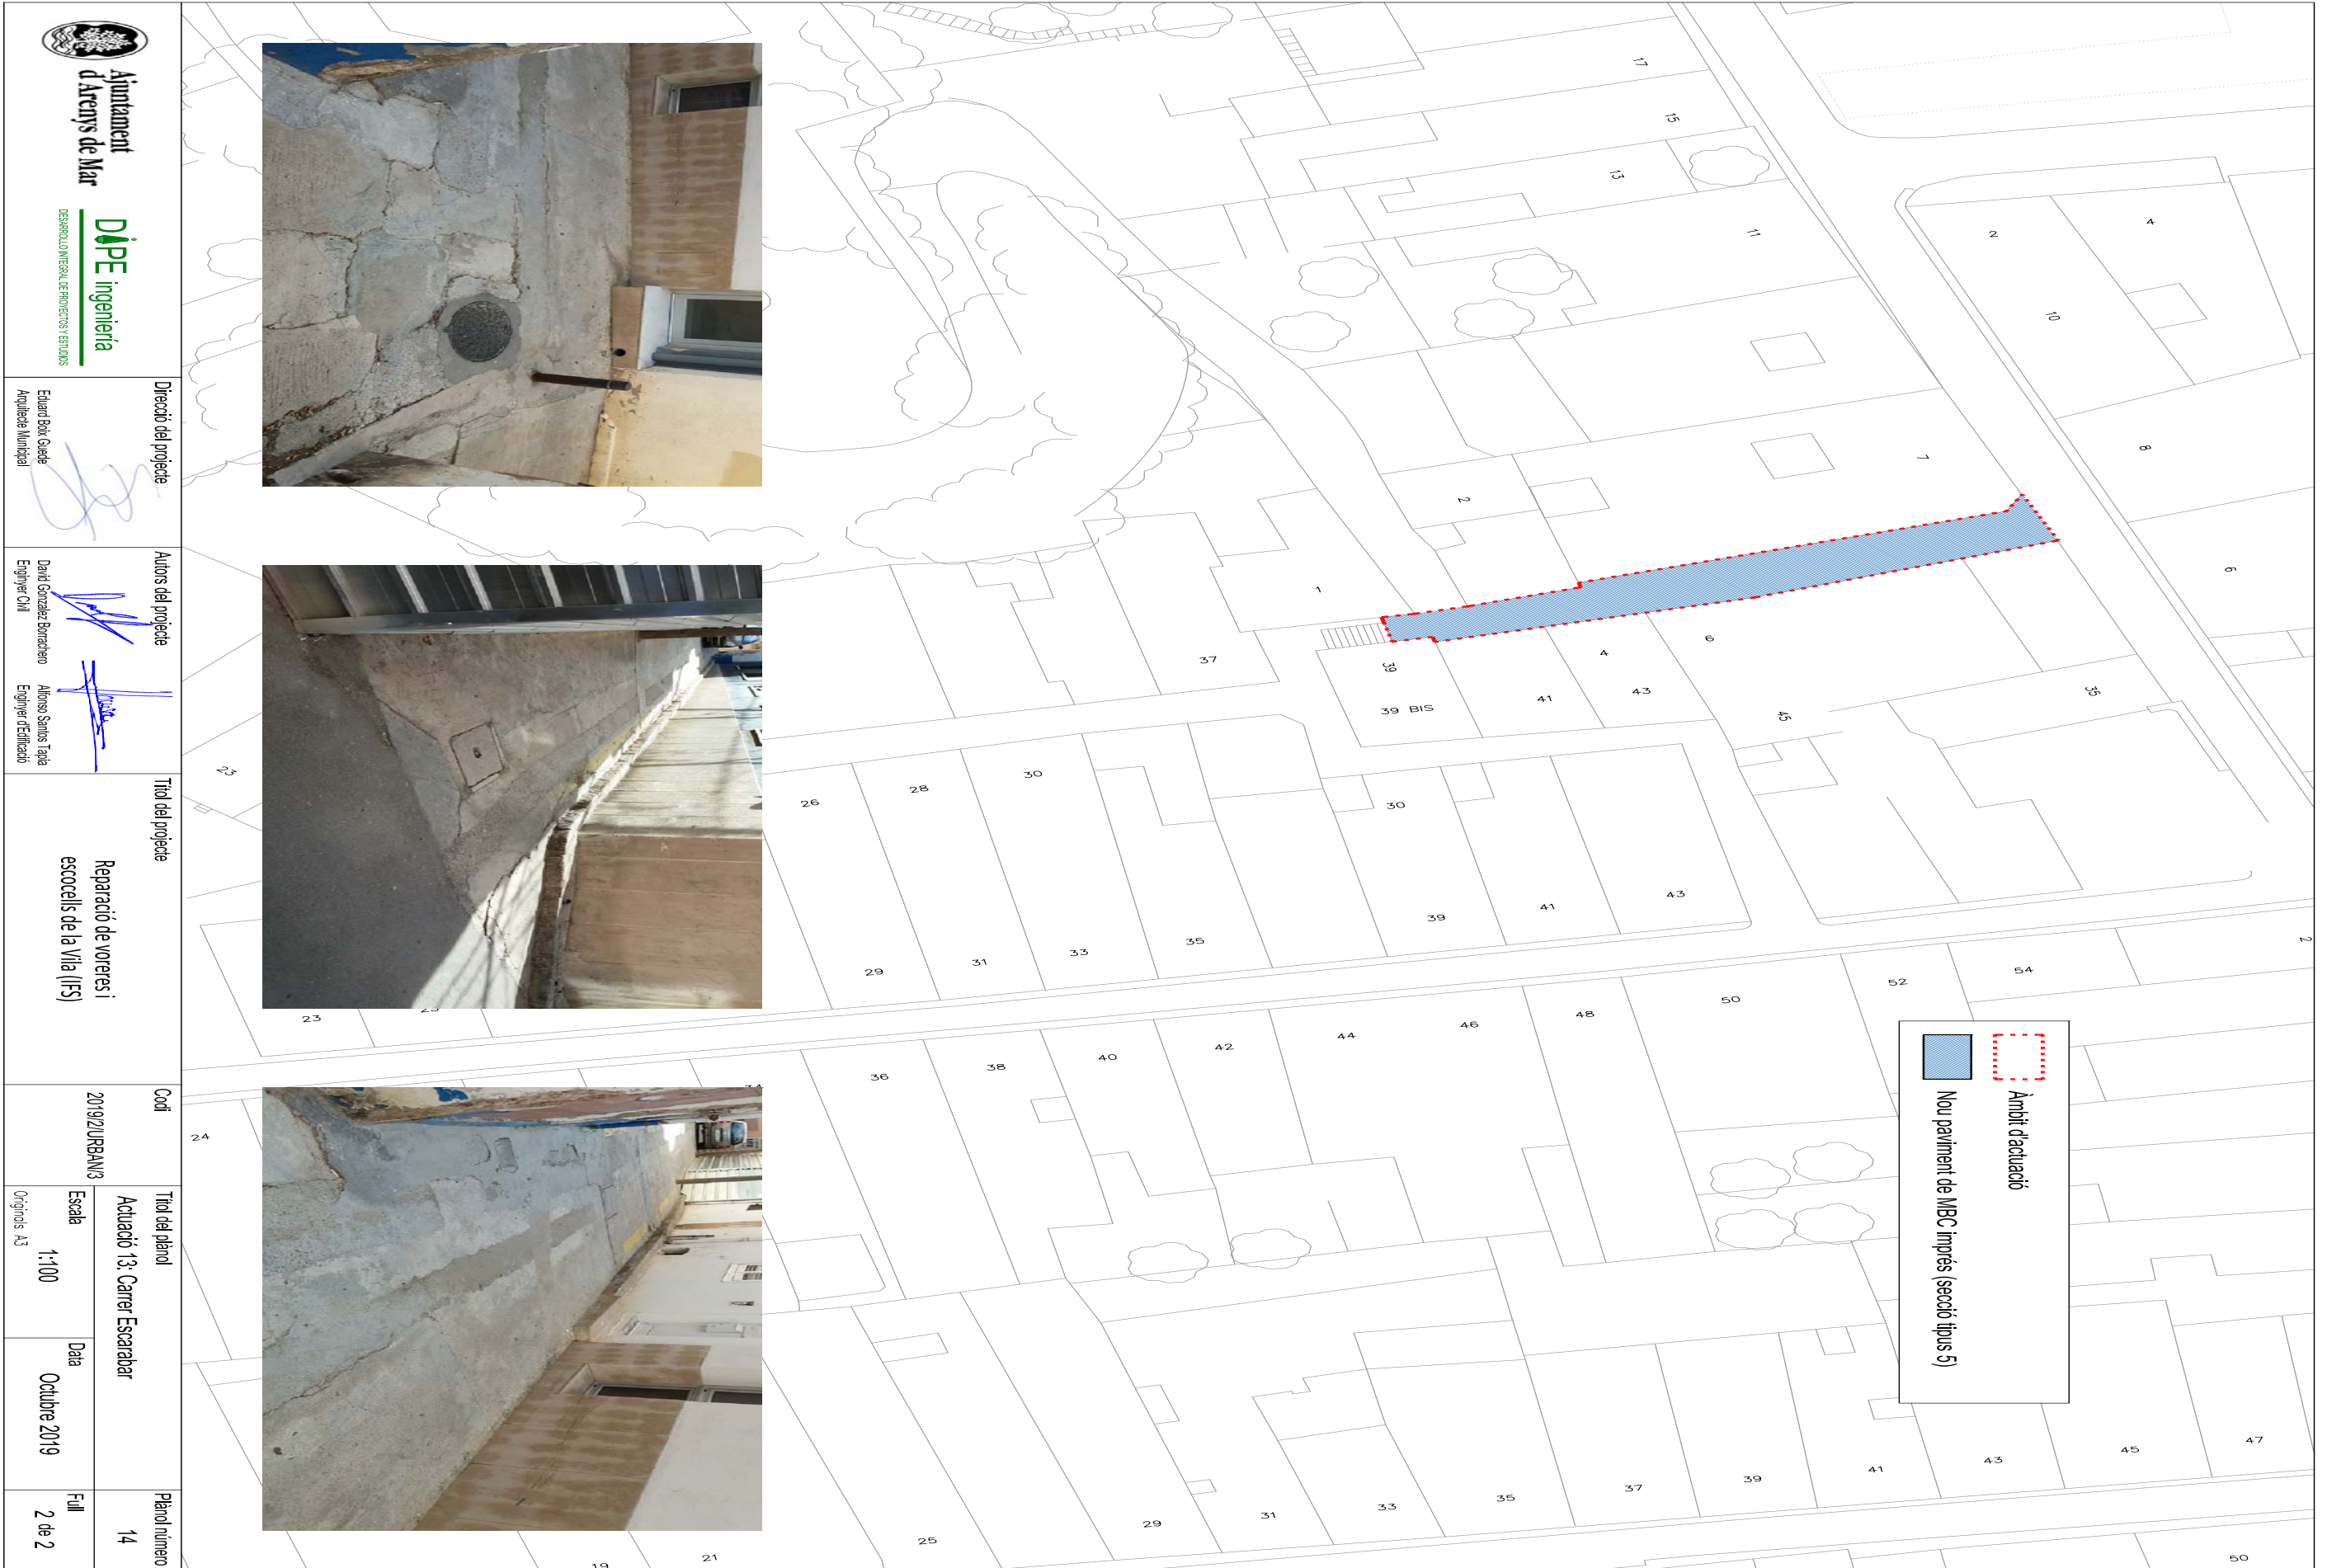 Ajuntament
d'Arenys de Mar
DIPE ingeniería
DESARROLLO INTEGRAL DE PROYECTOS Y ESTUDIOS
Direcció del projecte
Eduard Boix Guede
Arquitecte Municipal
Autors del projecte
David Gonzalez Borrachero
Enginyer Civil
Alfonso Santos Tapia
Enginyer d'Edificació
Títol del projecte
Reparació de voreres i
escocells de la Vila (IFS)
Codi
2019/2/URBAN/3
Títol del plànol
Actuació 13: Carrer Escarabar
Plànol número
14
Escala
1:100
Originals A3
Data
Octubre 2019
Full
2 de 2
Àmbit d'actuació
Nou paviment de MBC imprés (secció tipus 5)
17
15
13
11
2
4
10
8
7
6
2
1
37
39
39 BIS
4
6
41
43
45
35
23
26
28
30
30
29
31
33
35
39
41
43
23
24
36
38
40
42
44
46
48
50
52
54
2
19
21
25
29
31
33
35
37
39
41
43
45
47
50